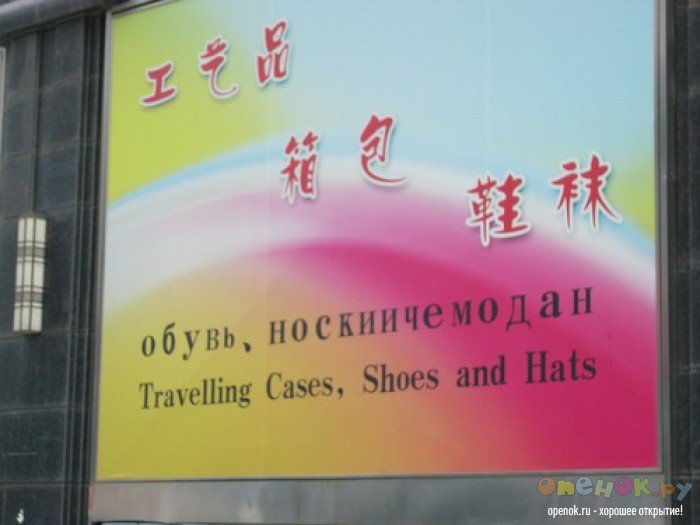 工艺品
箱包
鞋袜
обувь、носкиичемодан
Travelling Cases, Shoes and Hats
опенок.ру
openok.ru - хорошее открытие!